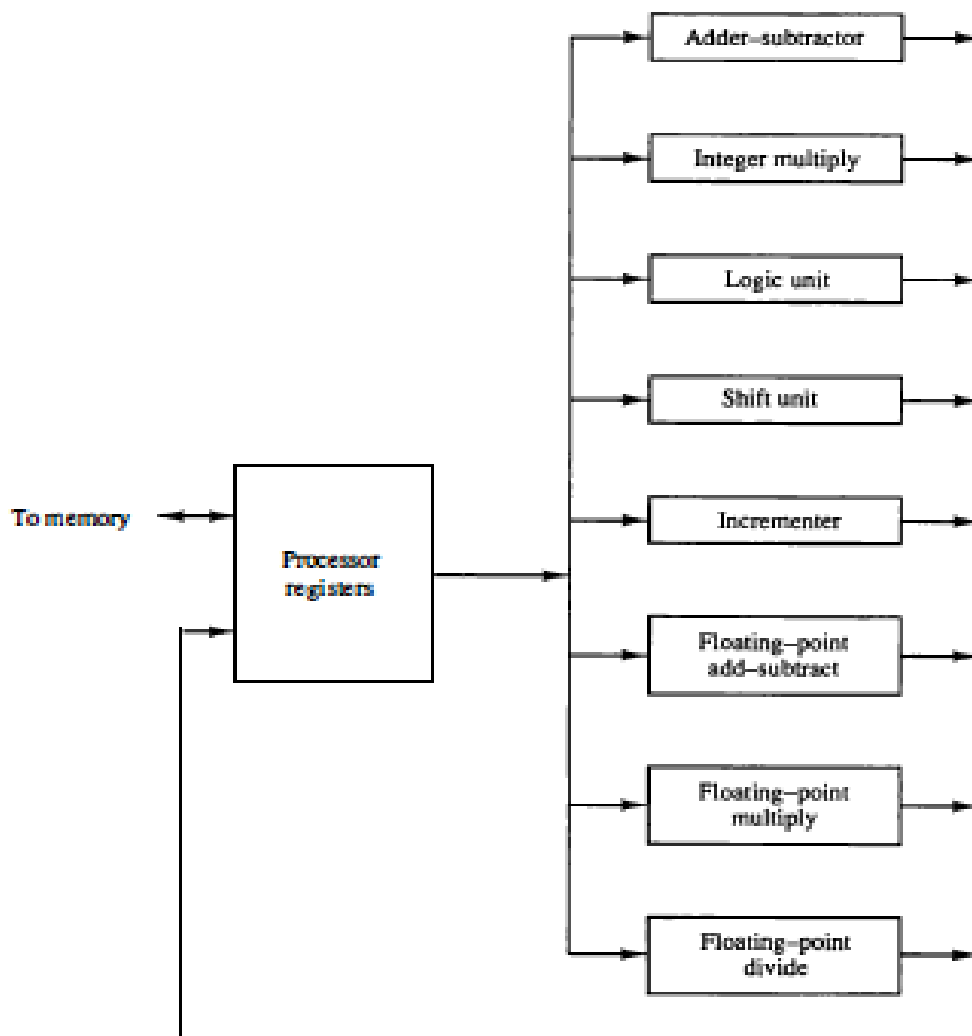 Adder–subtractor
Integer multiply
Logic unit
Shift unit
To memory
Incrementer
Processor
registers
Floating–point
add–subtract
Floating–point
multiply
Floating–point
divide